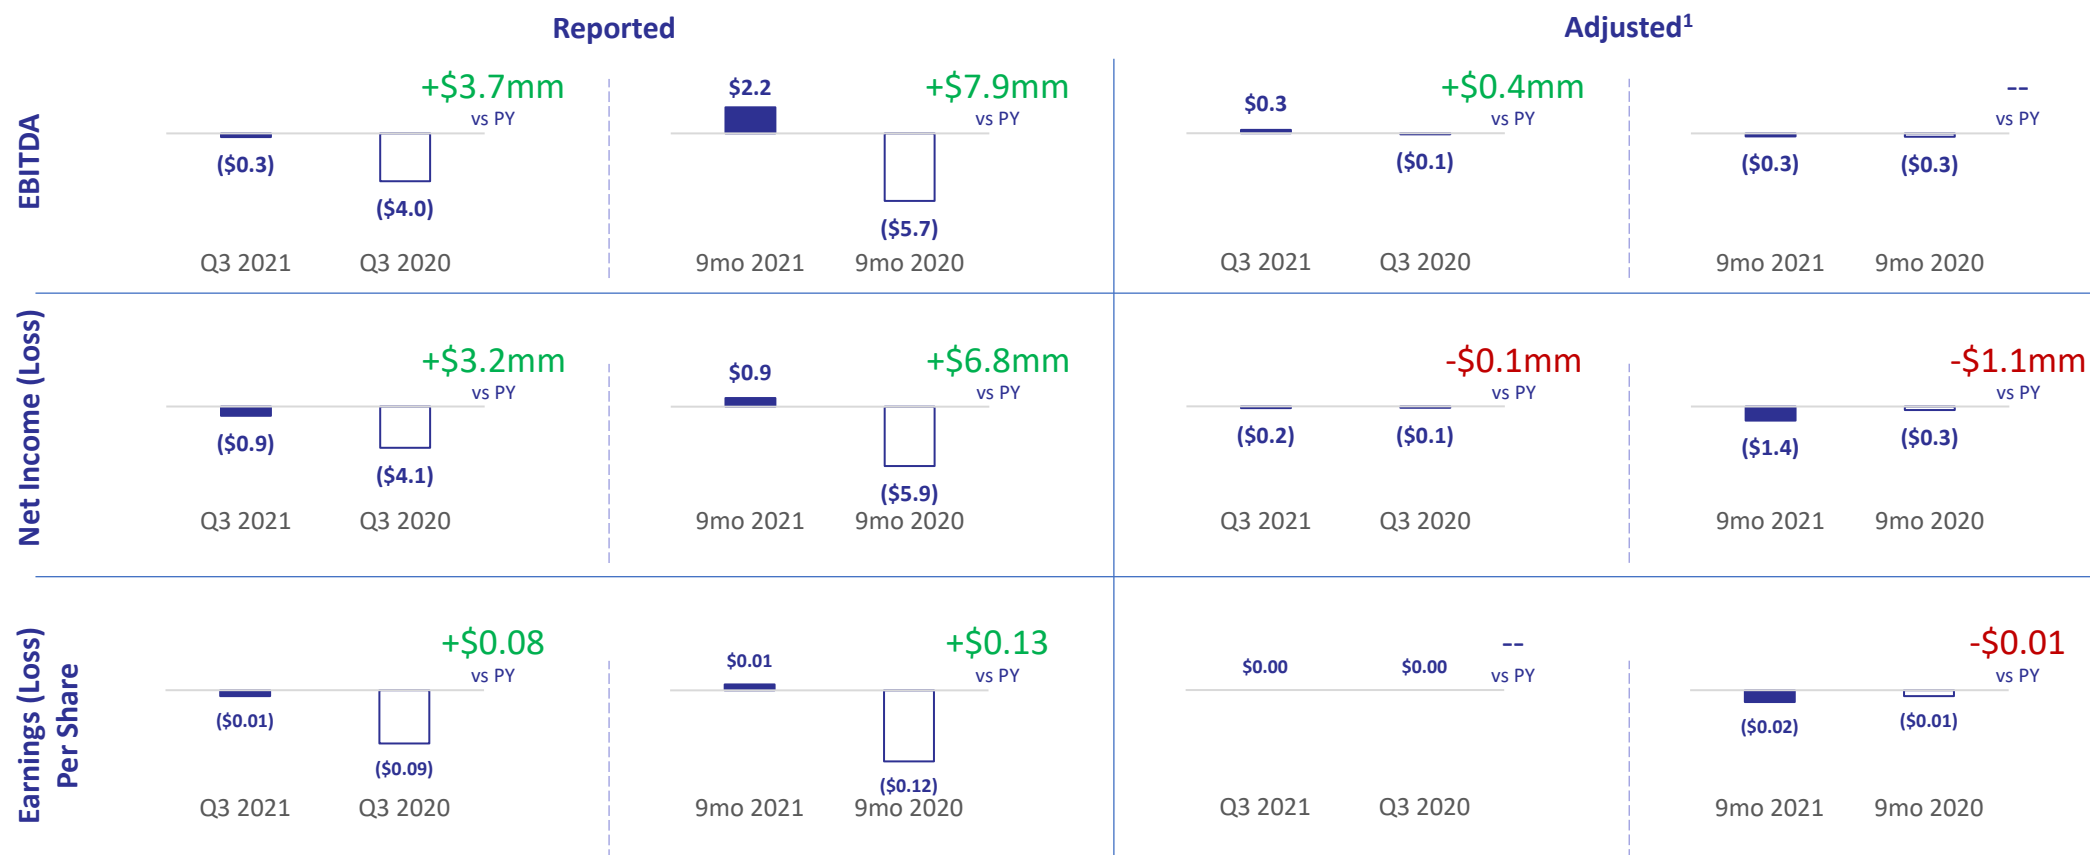 Reported
Adjusted1
EBITDA
+$3.7mm
vs PY
($0.3)
($4.0)
Q3 2021 Q3 2020
$2.2
+$7.9mm
vs PY
($5.7)
9mo 2021 9mo 2020
$0.3
+$0.4mm
vs PY
($0.1)
Q3 2021 Q3 2020
--
vs PY
($0.3) ($0.3)
9mo 2021 9mo 2020
Net Income (Loss)
+$3.2mm
vs PY
($0.9)
($4.1)
Q3 2021 Q3 2020
$0.9
+$6.8mm
vs PY
($5.9)
9mo 2021 9mo 2020
-$0.1mm
vs PY
($0.2) ($0.1)
Q3 2021 Q3 2020
-$1.1mm
vs PY
($1.4) ($0.3)
9mo 2021 9mo 2020
Earnings (Loss)
Per Share
+$0.08
vs PY
($0.01)
($0.09)
Q3 2021 Q3 2020
$0.01
+$0.13
vs PY
($0.12)
9mo 2021 9mo 2020
$0.00 $0.00
--
vs PY
Q3 2021 Q3 2020
-$0.01
vs PY
($0.02) ($0.01)
9mo 2021 9mo 2020